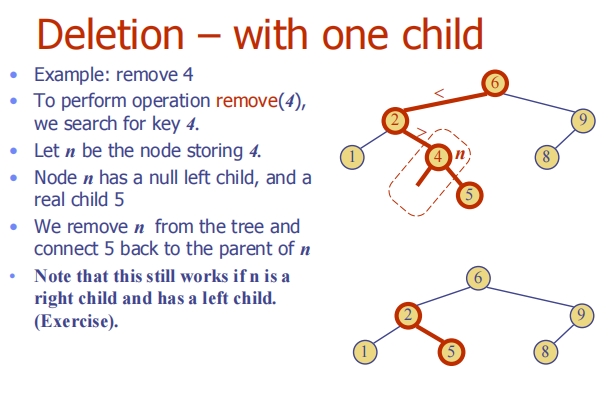 Deletion – with one child
• Example: remove 4
• To perform operation remove(4),
we search for key 4.
• Let n be the node storing 4.
• Node n has a null left child, and a
real child 5
• We remove n from the tree and
connect 5 back to the parent of n
• Note that this still works if n is a
right child and has a left child.
(Exercise).
6
<
2
9
>
1
4
n
8
5
6
2
9
1
5
8